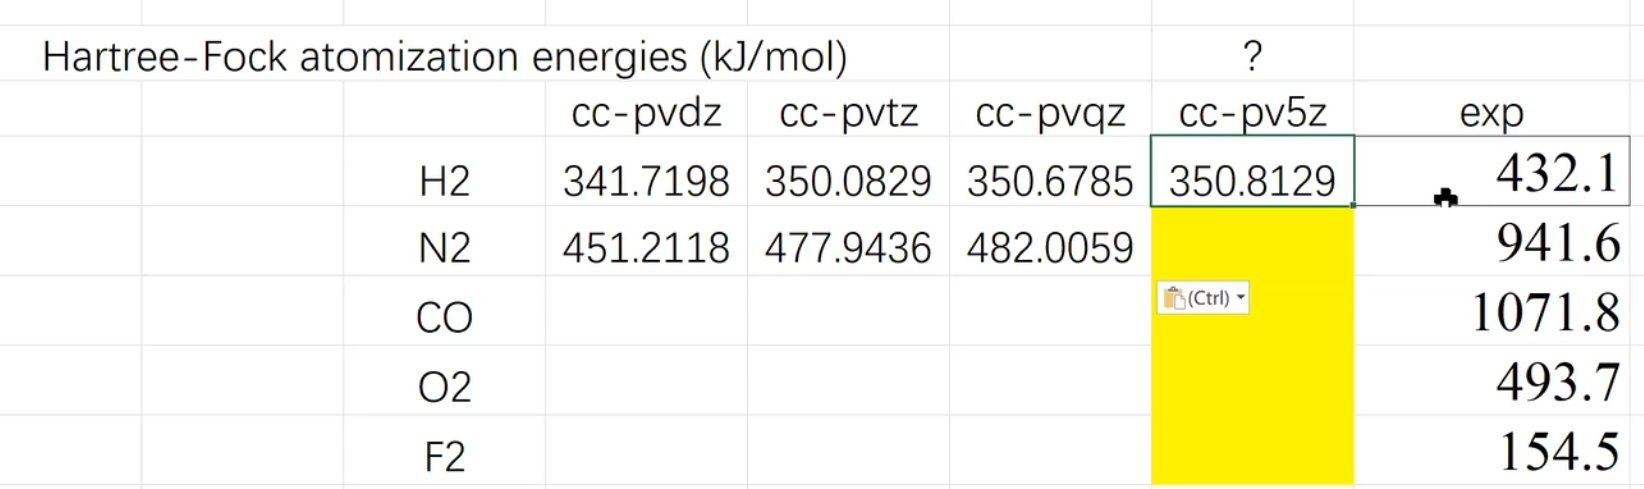 Hartree-Fock atomization energies (kJ/mol) ?
cc-pvdz cc-pvtz cc-pvqz cc-pv5z exp
H2 341.7198 350.0829 350.6785 350.8129 432.1
N2 451.2118 477.9436 482.0059 941.6
(Ctrl)
CO 1071.8
O2 493.7
F2 154.5